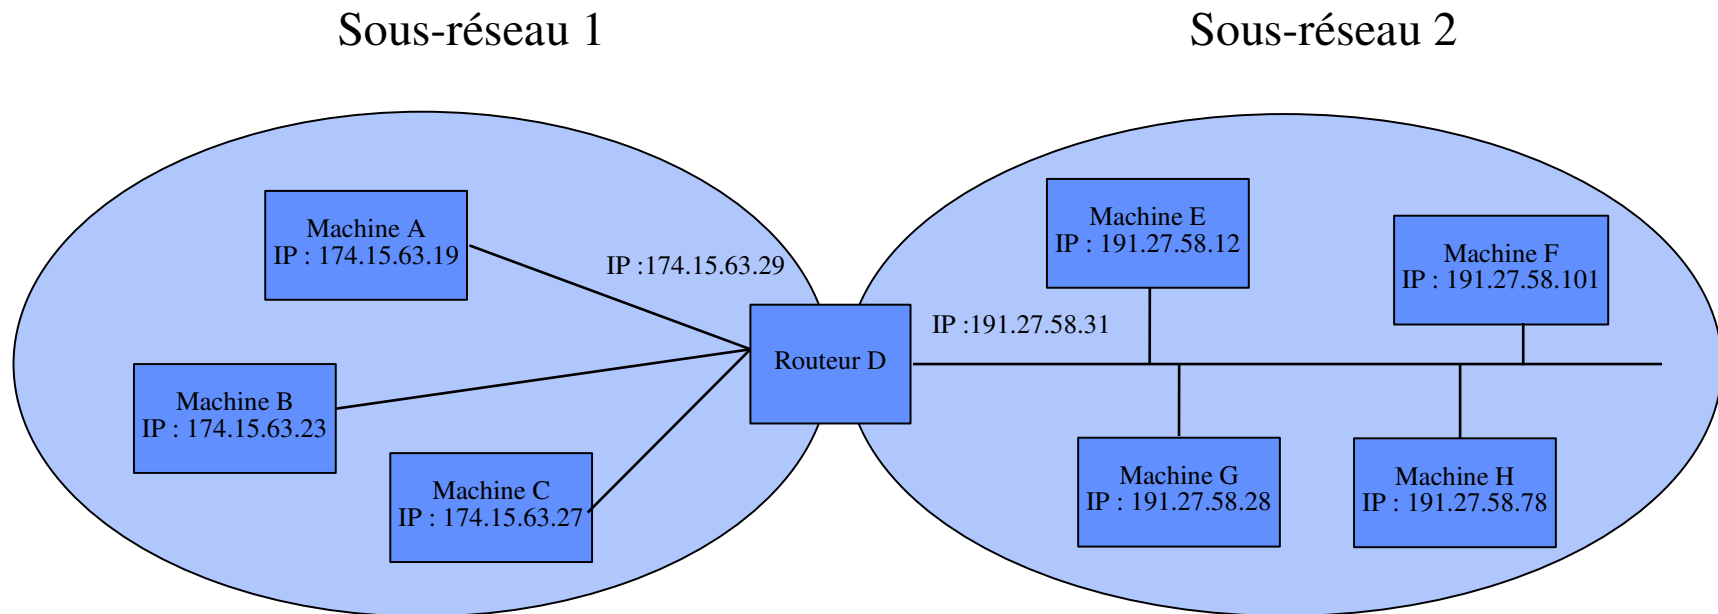 Sous-réseau 1
Sous-réseau 2
Machine A
IP : 174.15.63.19
IP :174.15.63.29
Machine B
IP : 174.15.63.23
Machine C
IP : 174.15.63.27
Routeur D
IP :191.27.58.31
Machine E
IP : 191.27.58.12
Machine F
IP : 191.27.58.101
Machine G
IP : 191.27.58.28
Machine H
IP : 191.27.58.78